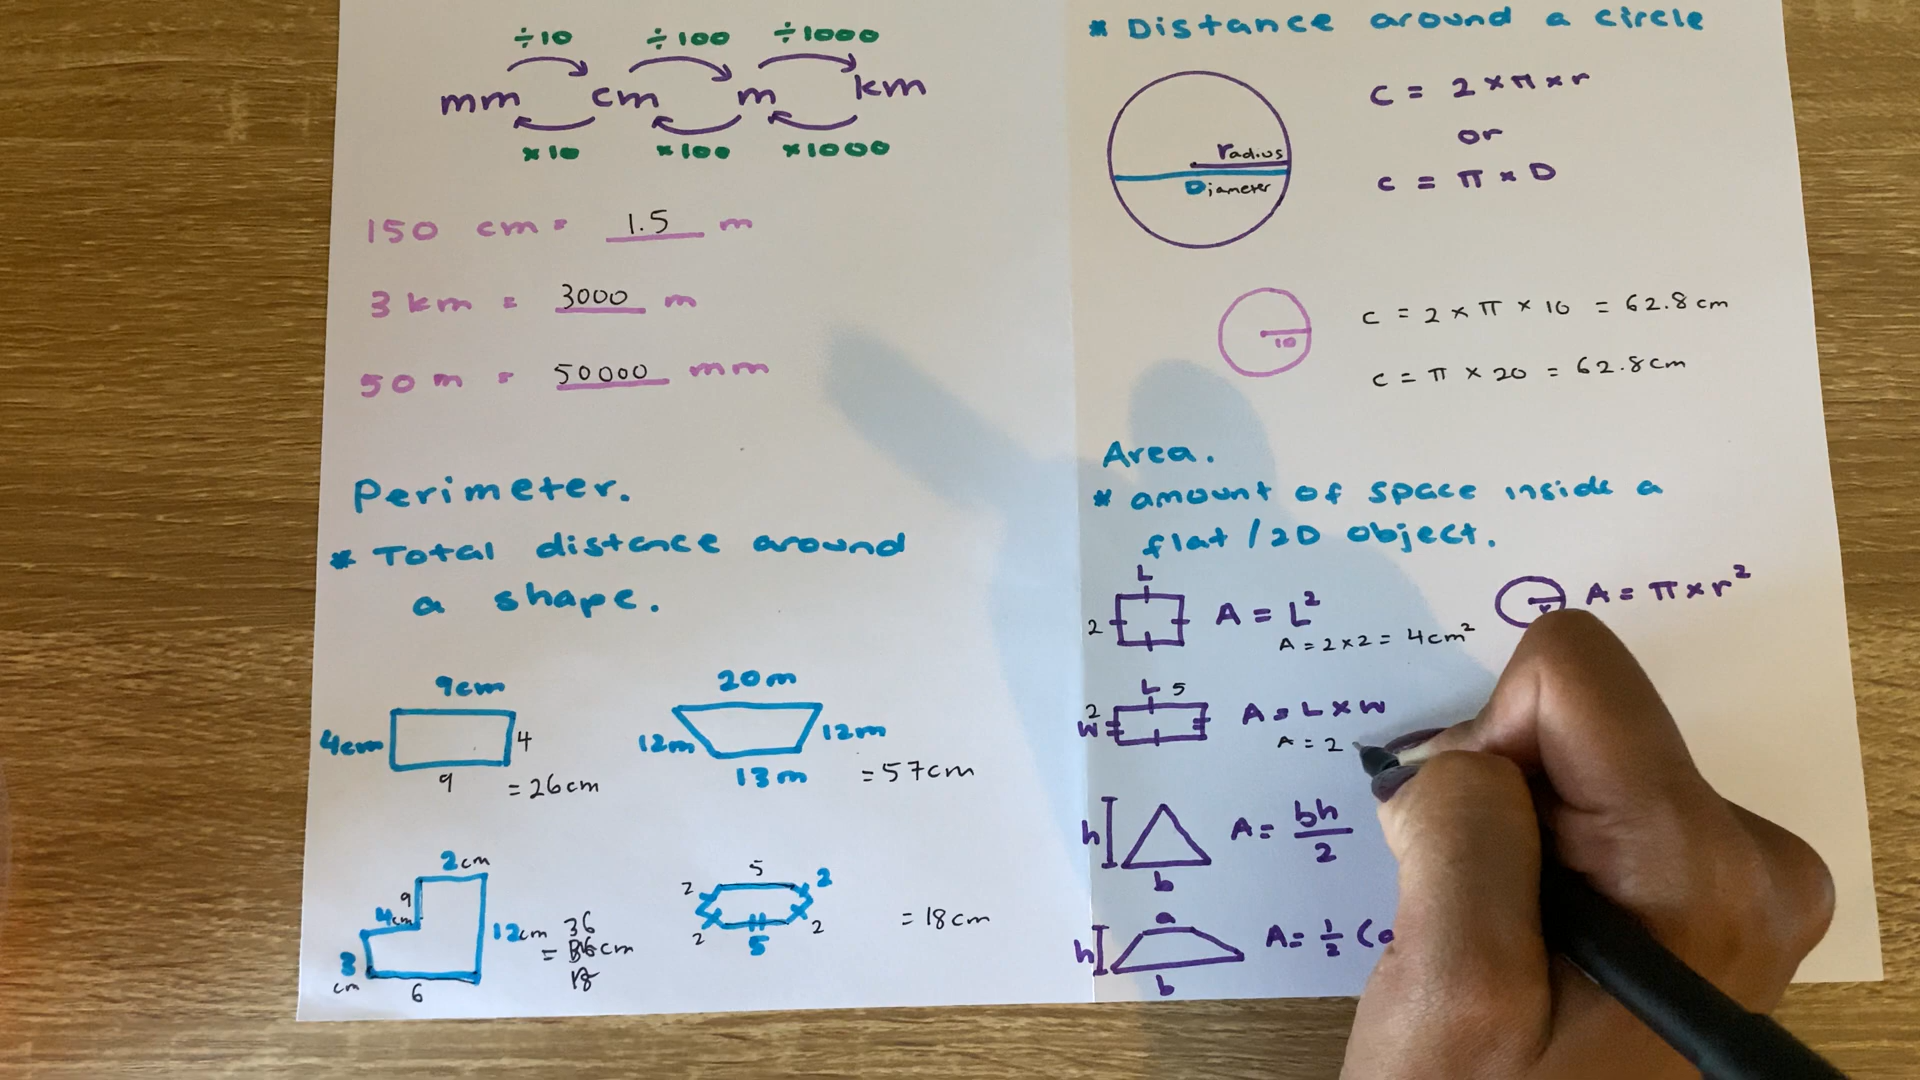 ÷10 ÷100 ÷1000
mm cm m km
×10 ×100 ×1000
150 cm = 1.5 m
3 km = 3000 m
50 m = 50000 mm
Perimeter.
* Total distance around
a shape.
9cm
4cm 4
9
= 26cm
20m
12m 12m
13m
= 57cm
2cm
9
4cm
12cm
3
cm
6
36
= cm
18
5
2 2
2 2
5
= 18cm
* Distance around a circle
radius
Diameter
C = 2 × π × r
or
C = π × D
10
C = 2 × π × 10 = 62.8cm
C = π × 20 = 62.8cm
Area.
* amount of space inside a
flat / 2D object.
L
2
A = L²
A = 2×2 = 4cm²
r
A = π × r²
L 5
2
W
A = L × W
A = 2
h
b
A = bh/2
a
h
b
A = ½ (a